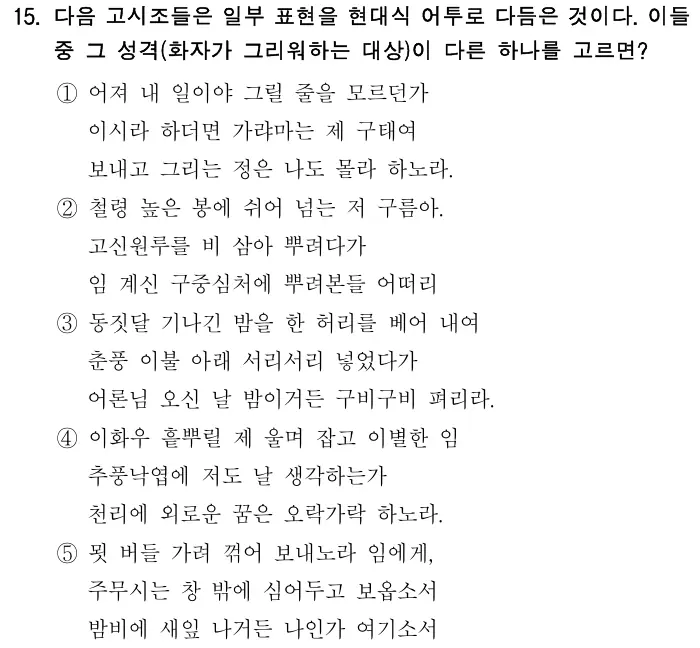 15. 다음 고시조들은 일부 표현을 현대식 어투로 다듬은 것이다. 이들
중 그 성격(화자가 그리워하는 대상)이 다른 하나를 고르면?
① 어져 내 일이야 그릴 줄을 모르던가
이시라 하더면 가랴마는 제 구태여
보내고 그리는 정은 나도 몰라 하노라.
② 철령 높은 봉에 쉬어 넘는 저 구름아.
고신원루를 비 삼아 뿌려다가
임 계신 구중심처에 뿌려본들 어떠리
③ 동짓달 기나긴 밤을 한 허리를 베어 내여
춘풍 이불 아래 서리서리 넣었다가
어론님 오신 날 밤이거든 구비구비 펴리라.
④ 이화우 흩뿌릴 제 울며 잡고 이별한 임
추풍낙엽에 저도 날 생각하는가
천리에 외로운 꿈은 오락가락 하노라.
⑤ 묏 버들 가려 꺾어 보내노라 임에게,
주무시는 창 밖에 심어두고 보옵소서
밤비에 새잎 나거든 나인가 여기소서